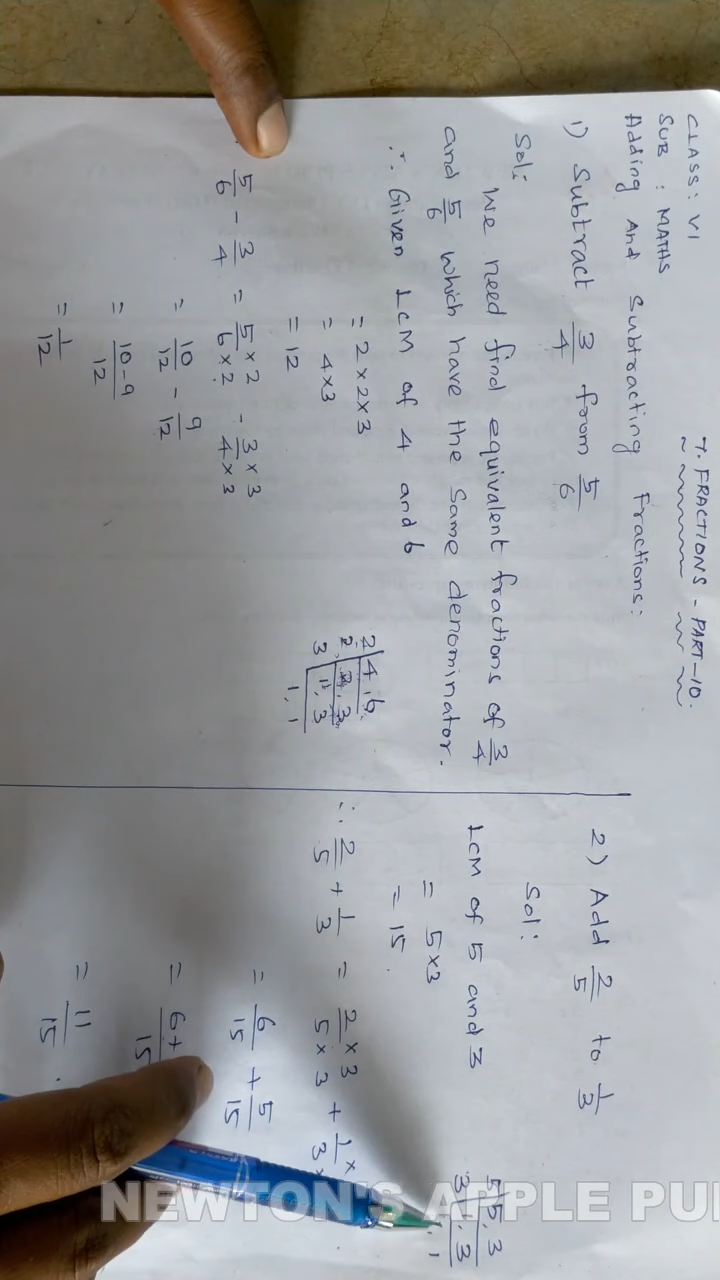 7. FRACTIONS - PART-10.
CLASS: VI
SUB : MATHS
Adding And Subtracting Fractions:
1) Subtract 3/4 from 5/6
Sol:
We need find equivalent fractions of 3/4
and 5/6 which have the same denominator.
∴ Given LCM of 4 and 6
= 2×2×3
= 4×3
= 12
2 | 4, 6
2 | 2, 3
3 | 1, 3
1, 1
5/6 - 3/4 = 5×2/6×2 - 3×3/4×3
= 10/12 - 9/12
= 10-9/12
= 1/12
2) Add 2/5 to 1/3
Sol:
LCM of 5 and 3
= 5×3
= 15.
5 | 5, 3
3 | 1, 3
1
∴ 2/5 + 1/3 = 2×3/5×3 + 1×/3×
= 6/15 + 5/15
= 6+/15
= 11/15.
NEWTON'S APPLE PU